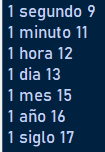 1 segundo 9
1 minuto 11
1 hora 12
1 dia 13
1 mes 15
1 año 16
1 siglo 17